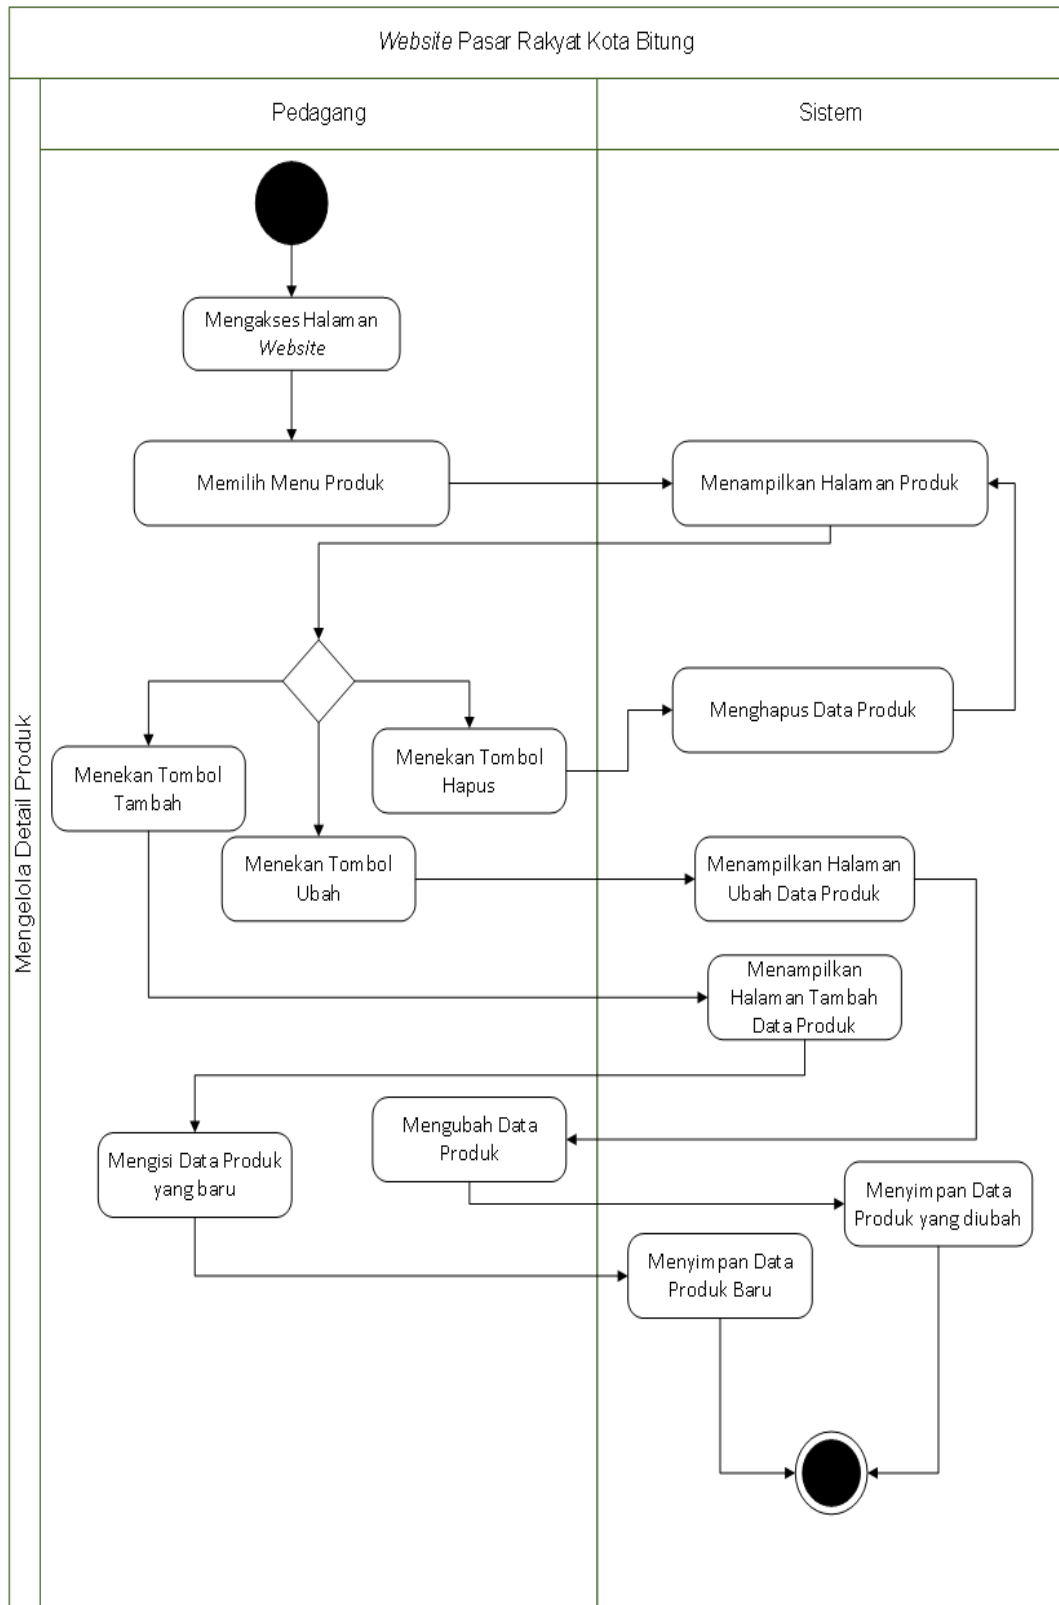 Website Pasar Rakyat Kota Bitung
Pedagang
Sistem
Mengelola Detail Produk
Mengakses Halaman
Website
Memilih Menu Produk
Menampilkan Halaman Produk
Menghapus Data Produk
Menekan Tombol
Tambah
Menekan Tombol
Hapus
Menekan Tombol
Ubah
Menampilkan Halaman
Ubah Data Produk
Menampilkan
Halaman Tambah
Data Produk
Mengisi Data Produk
yang baru
Mengubah Data
Produk
Menyimpan Data
Produk yang diubah
Menyimpan Data
Produk Baru